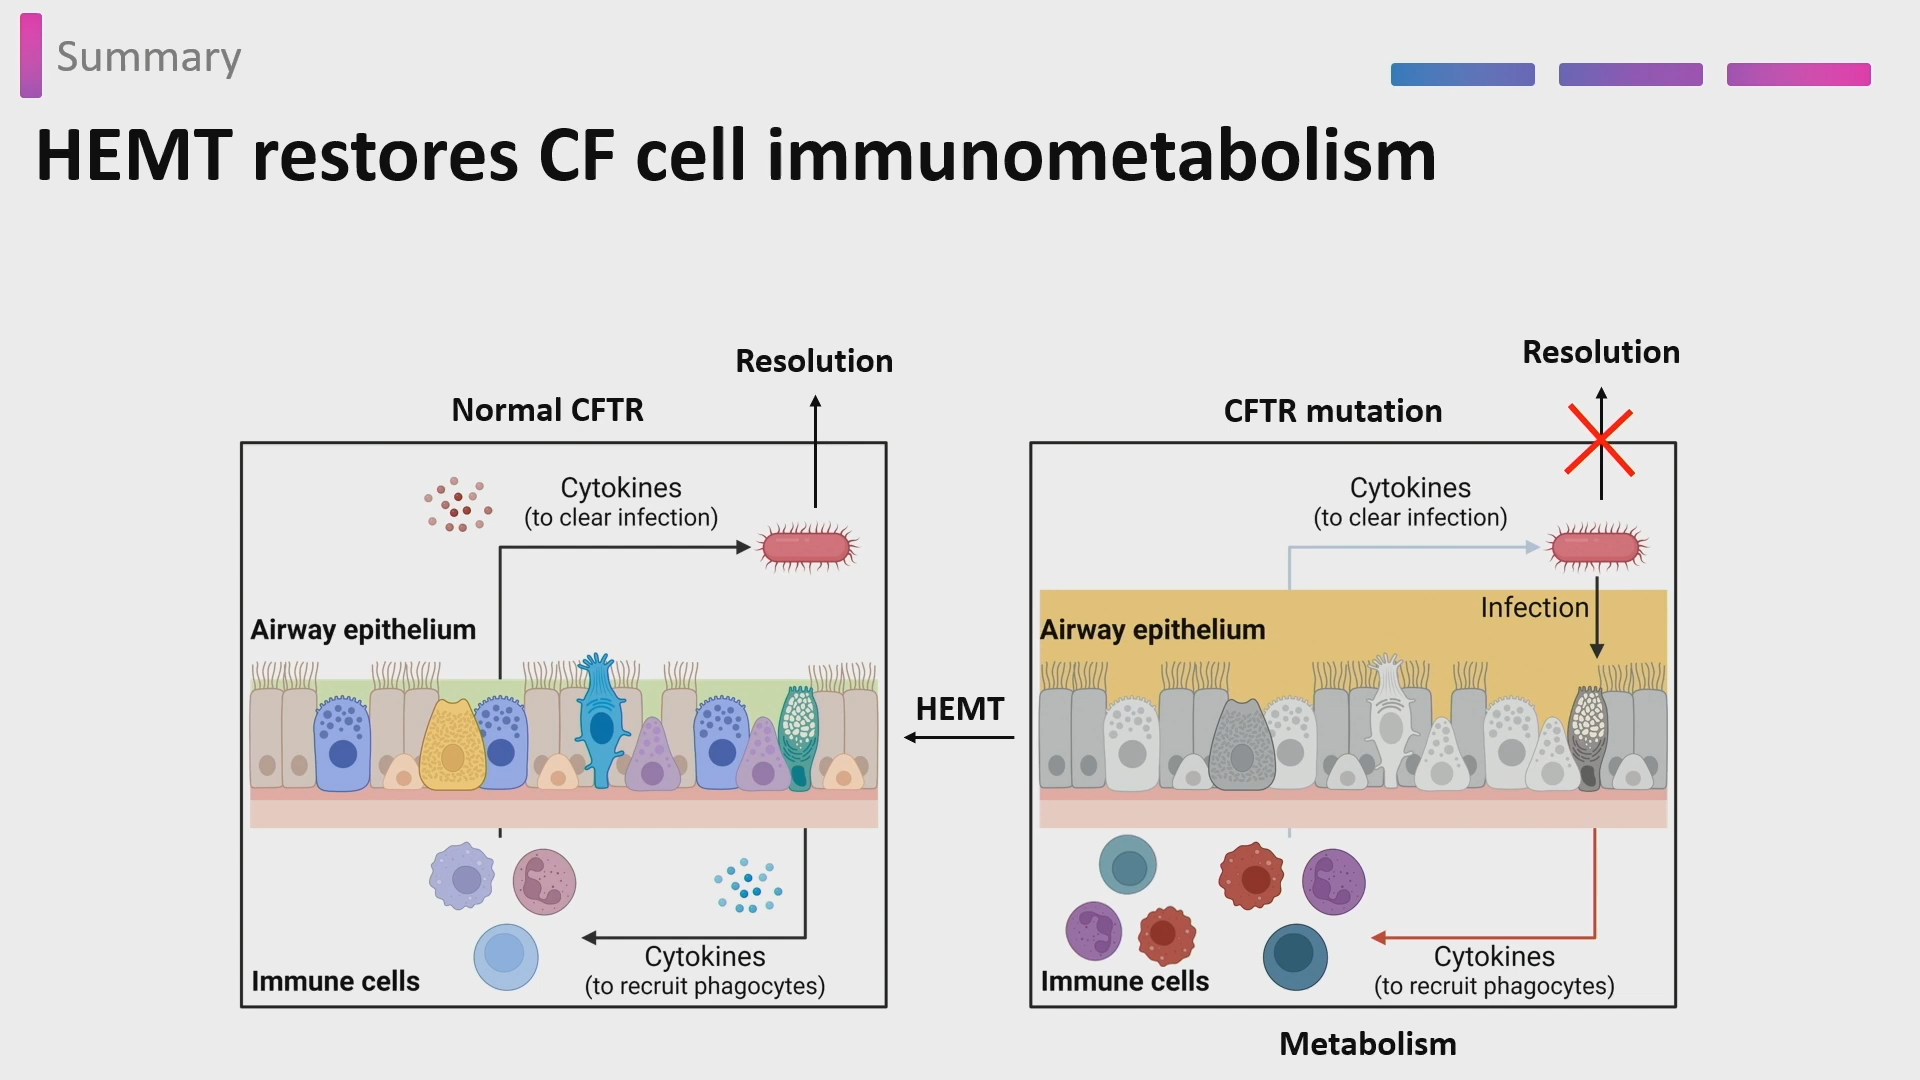 Summary
HEMT restores CF cell immunometabolism
Resolution
Normal CFTR
Cytokines
(to clear infection)
Airway epithelium
Immune cells
Cytokines
(to recruit phagocytes)
HEMT
Resolution
CFTR mutation
Cytokines
(to clear infection)
Infection
Airway epithelium
Immune cells
Cytokines
(to recruit phagocytes)
Metabolism